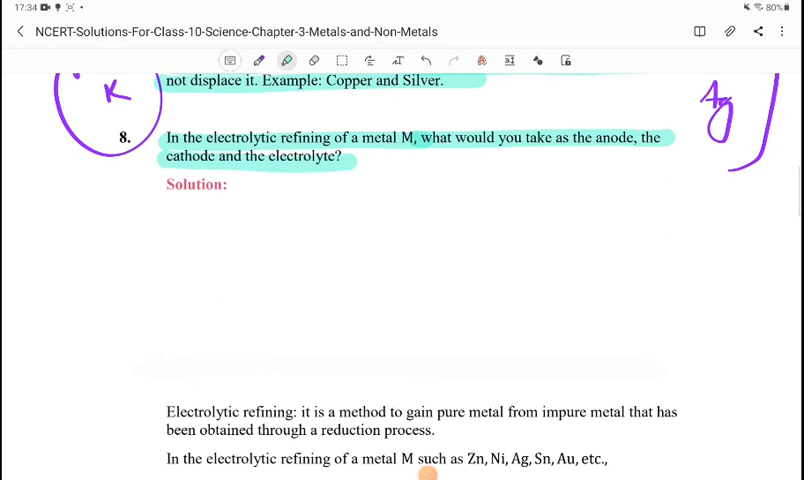 17:34
80%
NCERT-Solutions-For-Class-10-Science-Chapter-3-Metals-and-Non-Metals
not displace it. Example: Copper and Silver.
K
Ag
8. In the electrolytic refining of a metal M, what would you take as the anode, the
cathode and the electrolyte?
Solution:
Electrolytic refining: it is a method to gain pure metal from impure metal that has
been obtained through a reduction process.
In the electrolytic refining of a metal M such as Zn, Ni, Ag, Sn, Au, etc.,